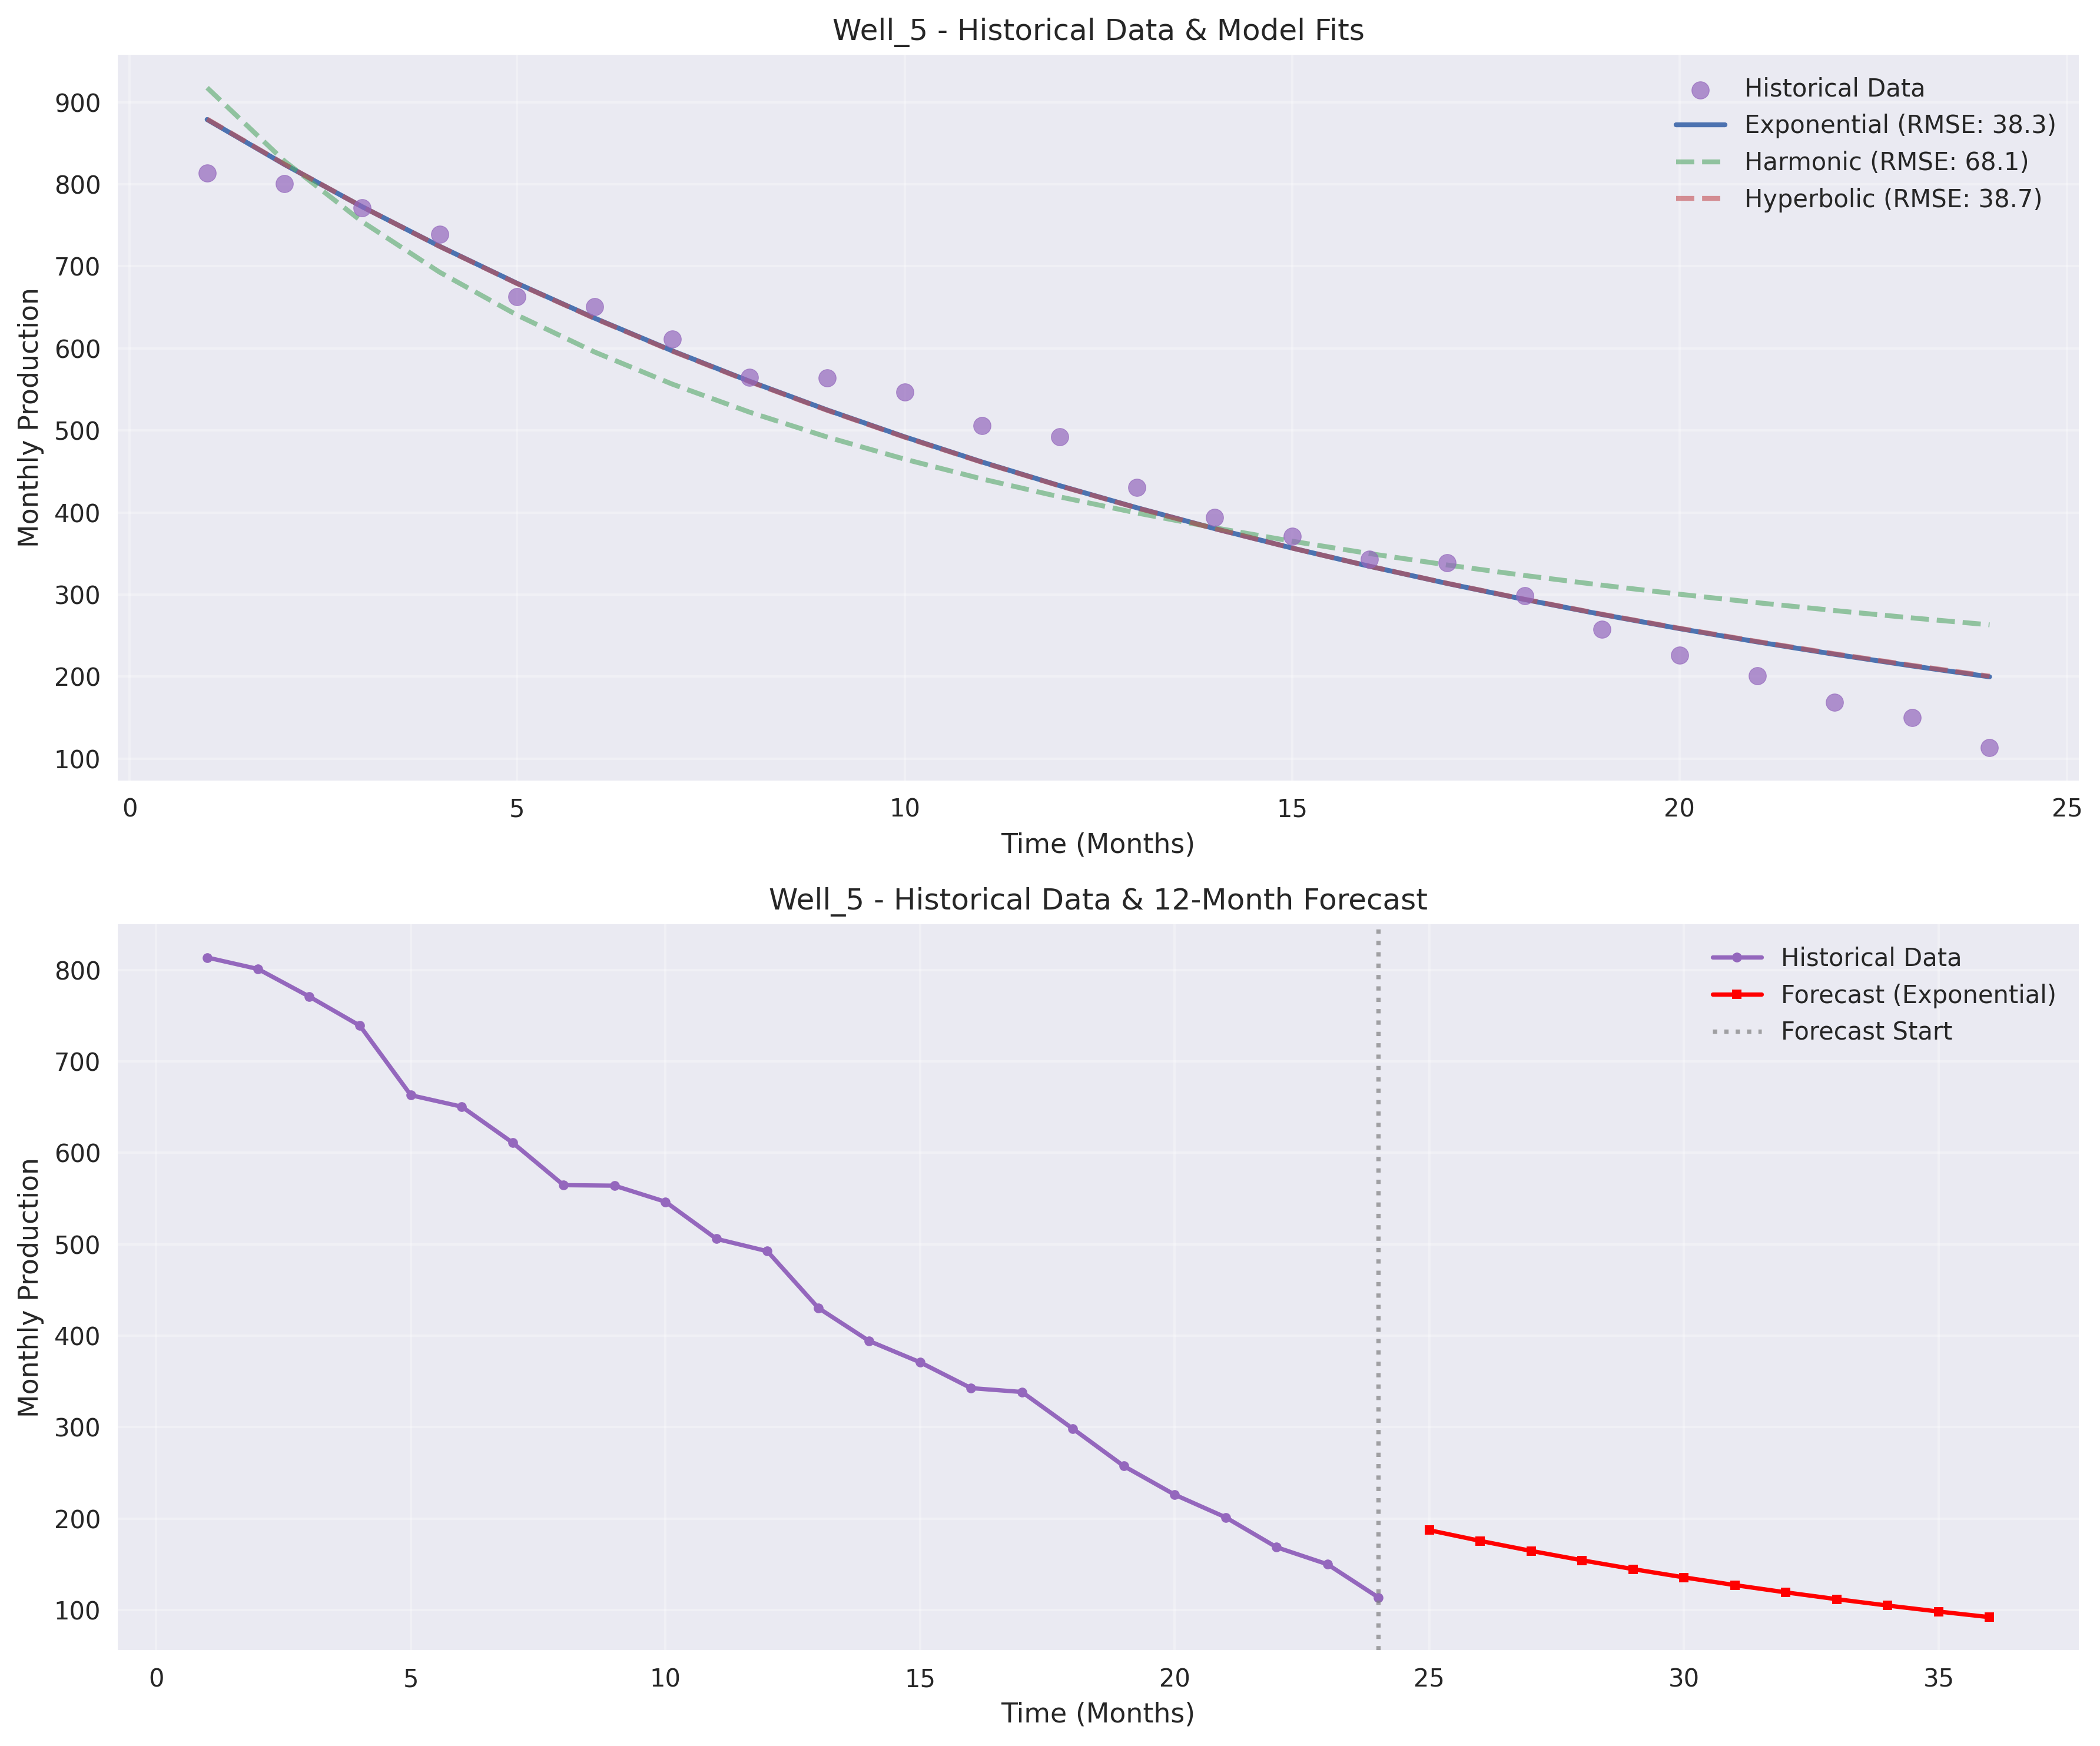 Well_5 - Historical Data & Model Fits
Historical Data
Exponential (RMSE: 38.3)
Harmonic (RMSE: 68.1)
Hyperbolic (RMSE: 38.7)
Monthly Production
900
800
700
600
500
400
300
200
100
0 5 10 15 20 25
Time (Months)
Well_5 - Historical Data & 12-Month Forecast
Historical Data
Forecast (Exponential)
Forecast Start
Monthly Production
800
700
600
500
400
300
200
100
0 5 10 15 20 25 30 35
Time (Months)